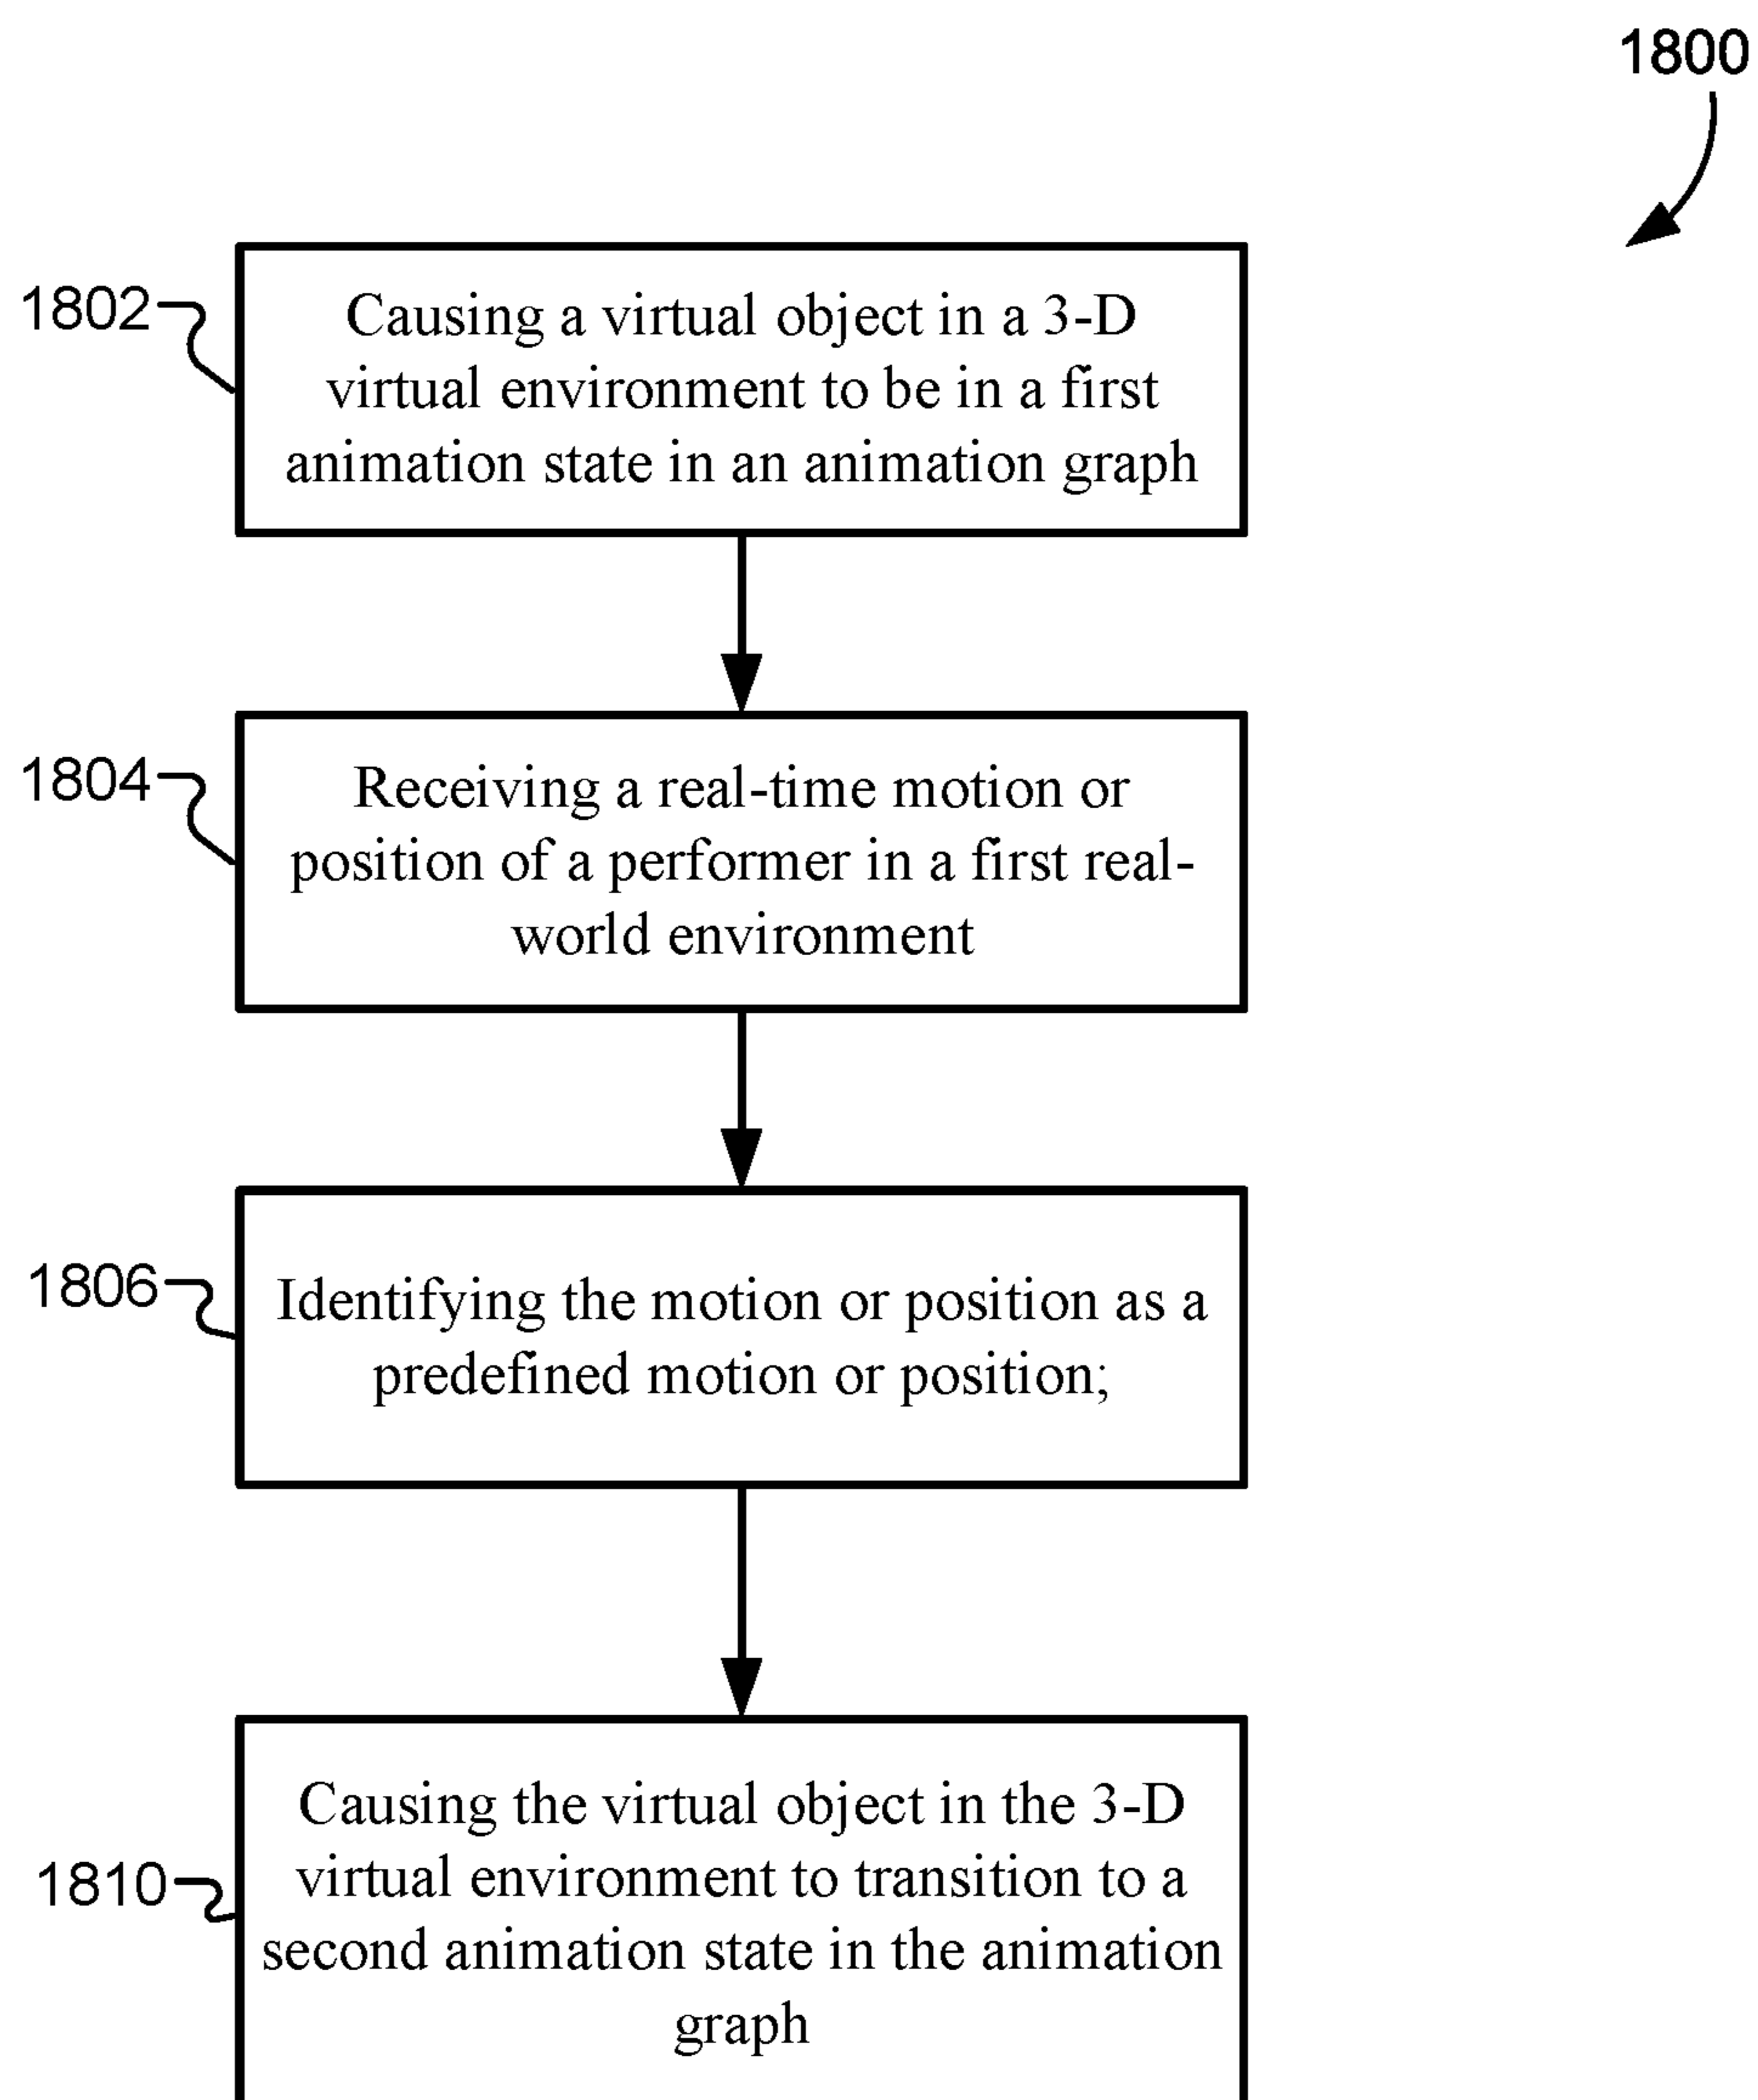 1800
1802
Causing a virtual object in a 3-D
virtual environment to be in a first
animation state in an animation graph
1804
Receiving a real-time motion or
position of a performer in a first real-
world environment
1806
Identifying the motion or position as a
predefined motion or position;
1810
Causing the virtual object in the 3-D
virtual environment to transition to a
second animation state in the animation
graph